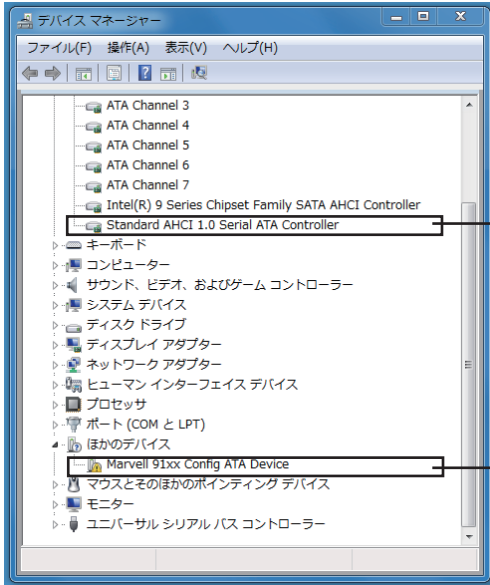 デバイス マネージャー
ファイル(F) 操作(A) 表示(V) ヘルプ(H)
ATA Channel 3
ATA Channel 4
ATA Channel 5
ATA Channel 6
ATA Channel 7
Intel(R) 9 Series Chipset Family SATA AHCI Controller
Standard AHCI 1.0 Serial ATA Controller
キーボード
コンピューター
サウンド、ビデオ、およびゲーム コントローラー
システム デバイス
ディスク ドライブ
ディスプレイ アダプター
ネットワーク アダプター
ヒューマン インターフェイス デバイス
プロセッサ
ポート (COM と LPT)
ほかのデバイス
Marvell 91xx Config ATA Device
マウスとそのほかのポインティング デバイス
モニター
ユニバーサル シリアル バス コントローラー